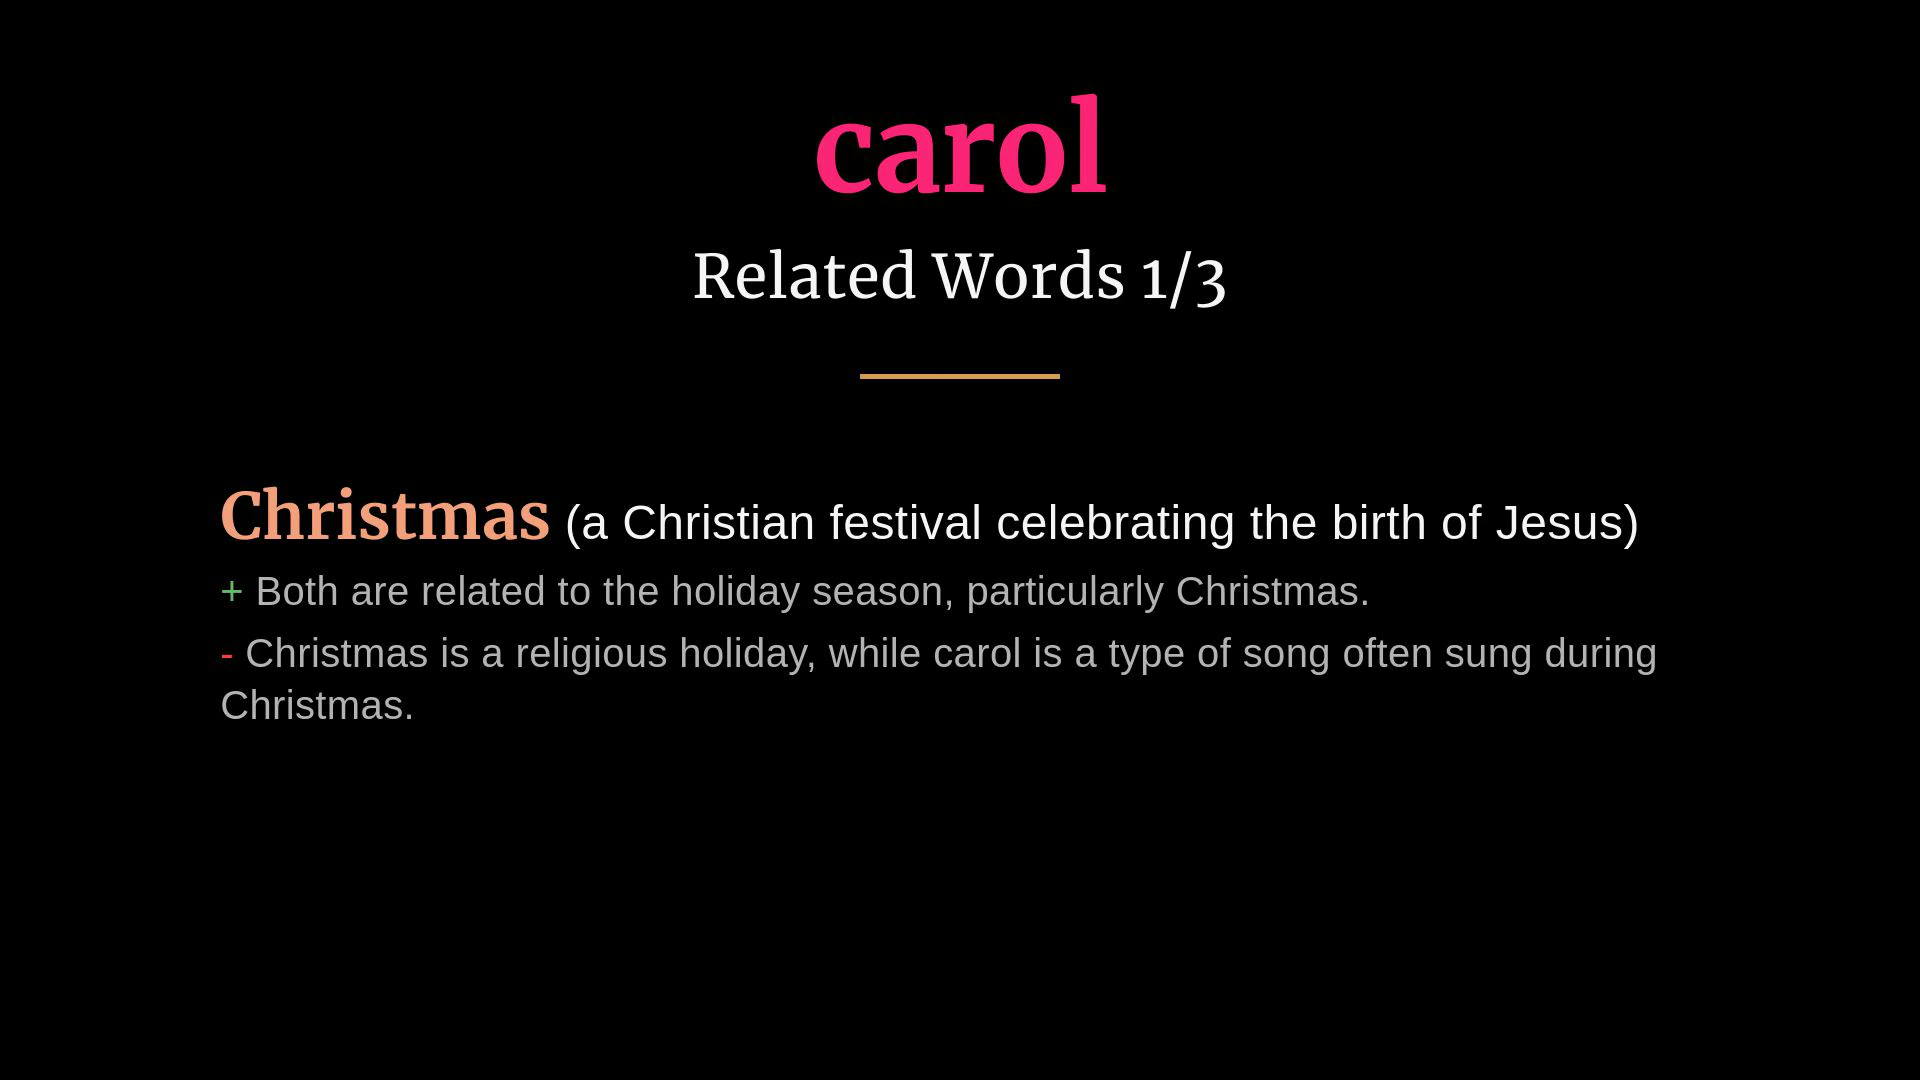 carol
Related Words 1/3
Christmas (a Christian festival celebrating the birth of Jesus)
+ Both are related to the holiday season, particularly Christmas.
- Christmas is a religious holiday, while carol is a type of song often sung during
Christmas.